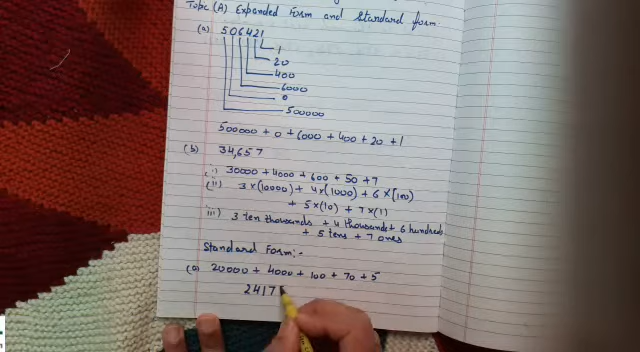 Topic (A) Expanded Form and Standard form.
(a) 506421
1
20
400
6000
0
500000
500000 + 0 + 6000 + 400 + 20 + 1
(b) 34,657
(i) 30000 + 4000 + 600 + 50 + 7
(ii) 3×(10000) + 4×(1000) + 6×(100)
+ 5×(10) + 7×(1)
iii) 3 ten thousands + 4 thousands + 6 hundreds
+ 5 tens + 7 ones
Standard Form:-
(a) 20000 + 4000 + 100 + 70 + 5
2417